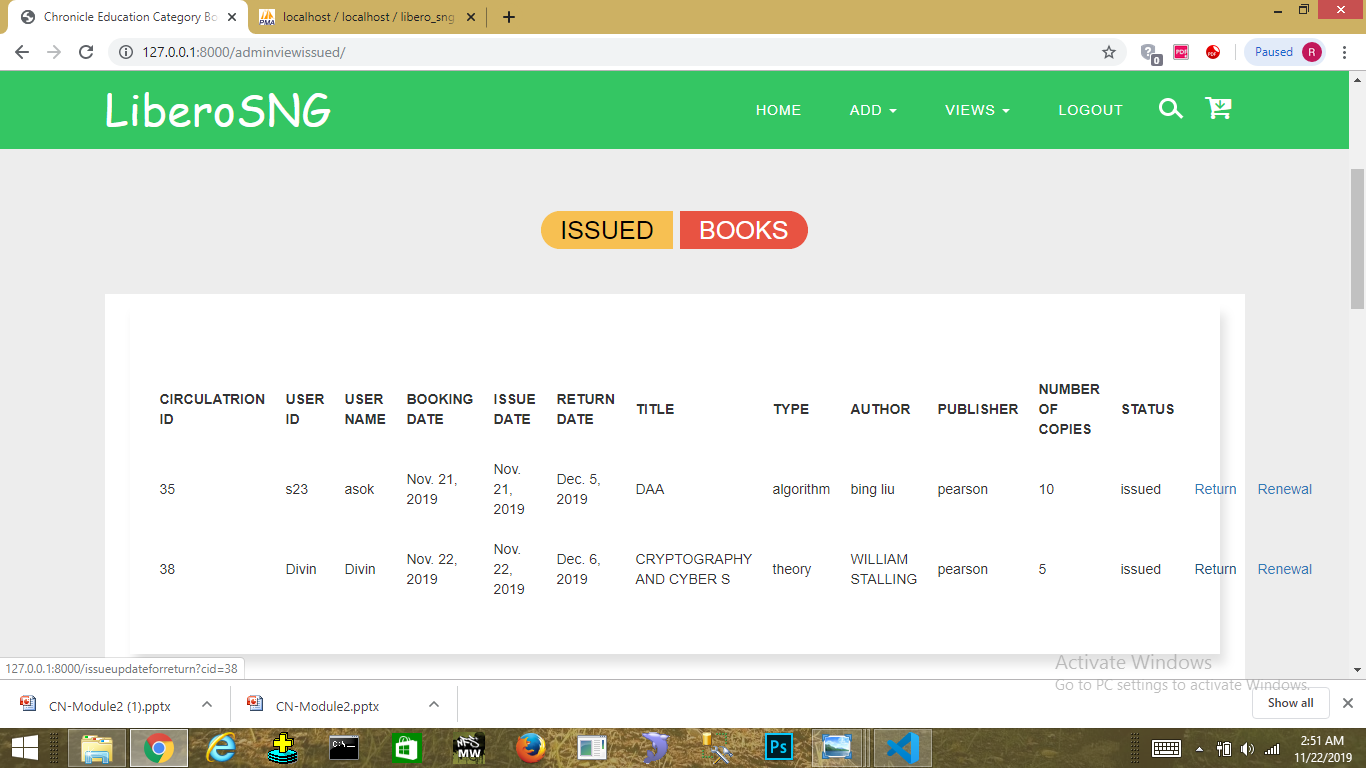 Chronicle Education Category Bo
localhost / localhost / libero_sng
127.0.0.1:8000/adminviewissued/
0
PDF
PDF
Paused
R
LiberoSNG
HOME
ADD
VIEWS
LOGOUT
ISSUED BOOKS
CIRCULATRION ID
USER ID
USER NAME
BOOKING DATE
ISSUE DATE
RETURN DATE
TITLE
TYPE
AUTHOR
PUBLISHER
NUMBER OF COPIES
STATUS
35 s23 asok Nov. 21, 2019 Nov. 21, 2019 Dec. 5, 2019 DAA algorithm bing liu pearson 10 issued Return Renewal
38 Divin Divin Nov. 22, 2019 Nov. 22, 2019 Dec. 6, 2019 CRYPTOGRAPHY AND CYBER S theory WILLIAM STALLING pearson 5 issued Return Renewal
127.0.0.1:8000/issueupdateforreturn?cid=38
Activate Windows
Go to PC settings to activate Windows.
CN-Module2 (1).pptx
CN-Module2.pptx
Show all
NFS
MW
Ps
2:51 AM
11/22/2019